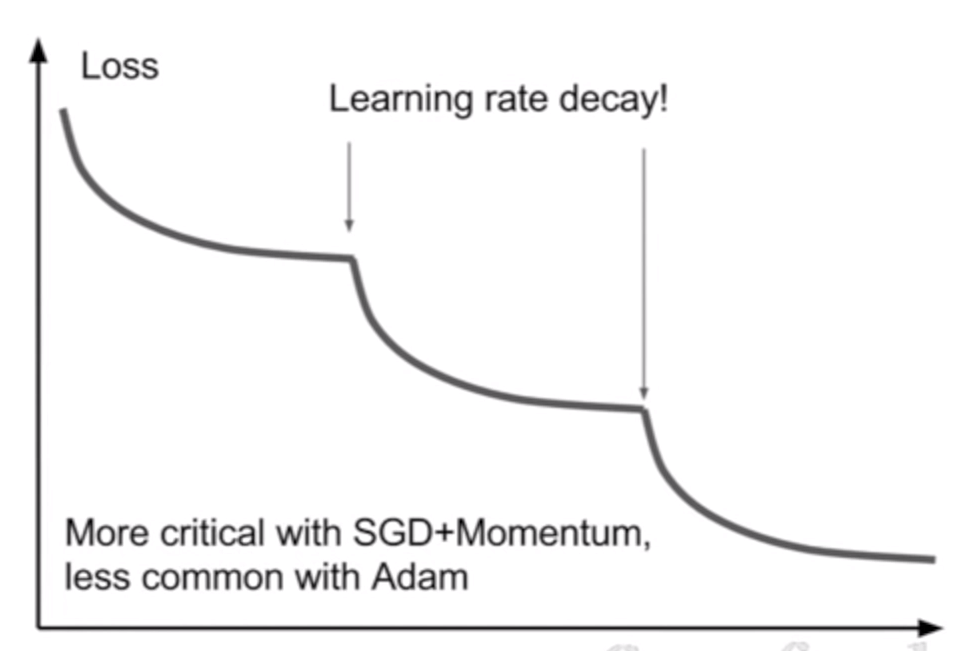 Loss
Learning rate decay!
More critical with SGD+Momentum,
less common with Adam